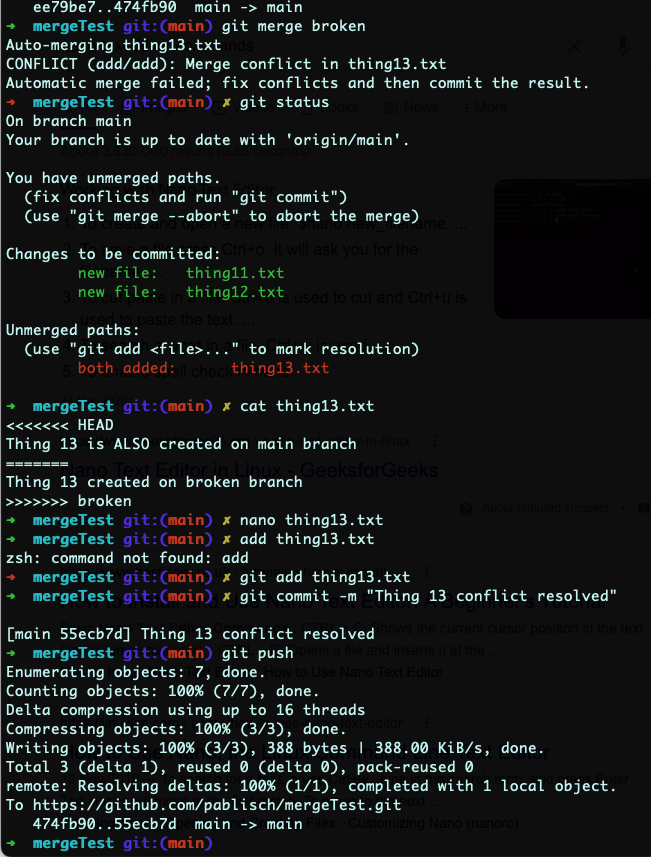 ee79be7..474fb90  main -> main
➜  mergeTest git:(main) git merge broken
Auto-merging thing13.txt
CONFLICT (add/add): Merge conflict in thing13.txt
Automatic merge failed; fix conflicts and then commit the result.
➜  mergeTest git:(main) ✗ git status
On branch main
Your branch is up to date with 'origin/main'.
You have unmerged paths.
  (fix conflicts and run "git commit")
  (use "git merge --abort" to abort the merge)
Changes to be committed:
        new file:   thing11.txt
        new file:   thing12.txt
Unmerged paths:
  (use "git add <file>..." to mark resolution)
        both added:      thing13.txt
➜  mergeTest git:(main) ✗ cat thing13.txt
<<<<<<< HEAD
Thing 13 is ALSO created on main branch
=======
Thing 13 created on broken branch
>>>>>>> broken
➜  mergeTest git:(main) ✗ nano thing13.txt
➜  mergeTest git:(main) ✗ add thing13.txt
zsh: command not found: add
➜  mergeTest git:(main) ✗ git add thing13.txt
➜  mergeTest git:(main) ✗ git commit -m "Thing 13 conflict resolved"
[main 55ecb7d] Thing 13 conflict resolved
➜  mergeTest git:(main) git push
Enumerating objects: 7, done.
Counting objects: 100% (7/7), done.
Delta compression using up to 16 threads
Compressing objects: 100% (3/3), done.
Writing objects: 100% (3/3), 388 bytes | 388.00 KiB/s, done.
Total 3 (delta 1), reused 0 (delta 0), pack-reused 0
remote: Resolving deltas: 100% (1/1), completed with 1 local object.
To https://github.com/pablisch/mergeTest.git
   474fb90..55ecb7d  main -> main
➜  mergeTest git:(main)